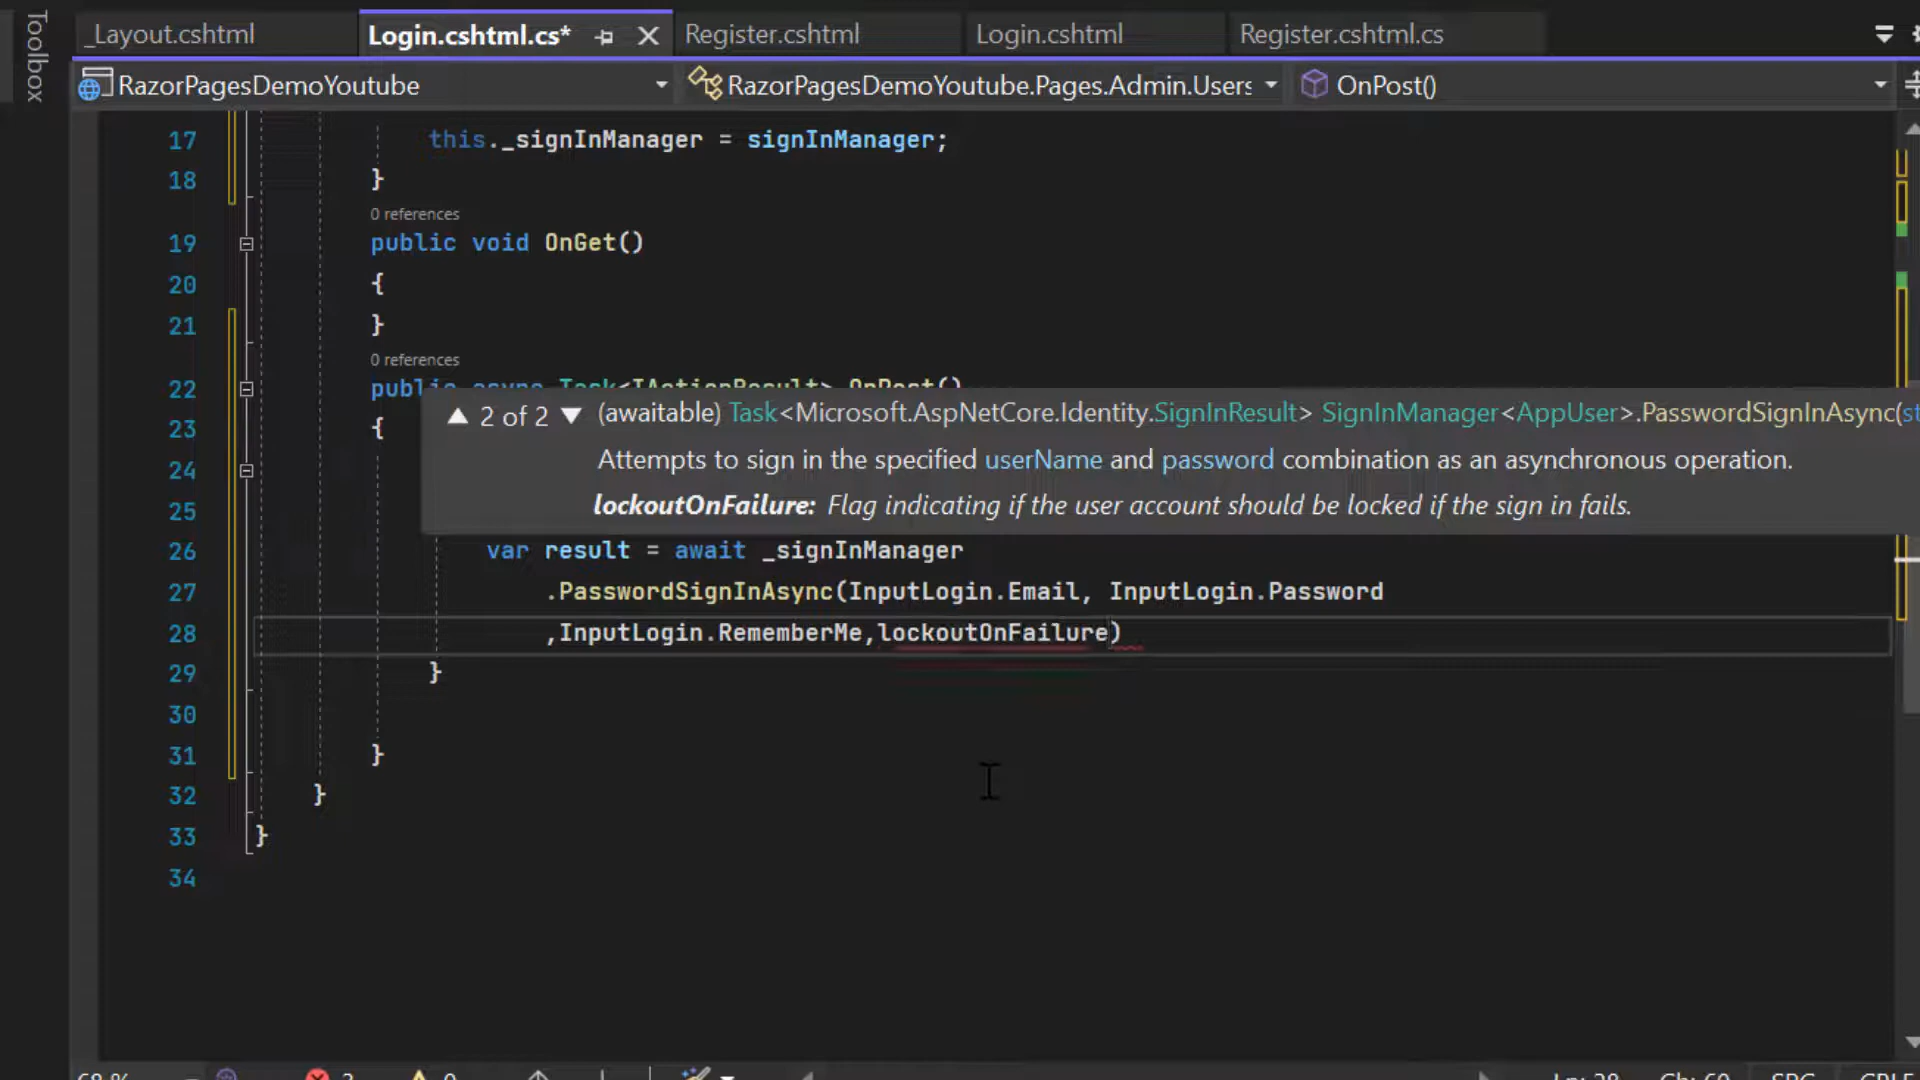 Toolbox
_Layout.cshtml Login.cshtml.cs* Register.cshtml Login.cshtml Register.cshtml.cs
RazorPagesDemoYoutube RazorPagesDemoYoutube.Pages.Admin.Users OnPost()
17 this._signInManager = signInManager;
18 }
0 references
19 public void OnGet()
20 {
21 }
0 references
22 public async Task<IActionResult> OnPost()
2 of 2 (awaitable) Task<Microsoft.AspNetCore.Identity.SignInResult> SignInManager<AppUser>.PasswordSignInAsync(
23 {
Attempts to sign in the specified userName and password combination as an asynchronous operation.
24
lockoutOnFailure: Flag indicating if the user account should be locked if the sign in fails.
25
26 var result = await _signInManager
27 .PasswordSignInAsync(InputLogin.Email, InputLogin.Password
28 ,InputLogin.RememberMe,lockoutOnFailure)
29 }
30
31 }
32 }
33 }
34